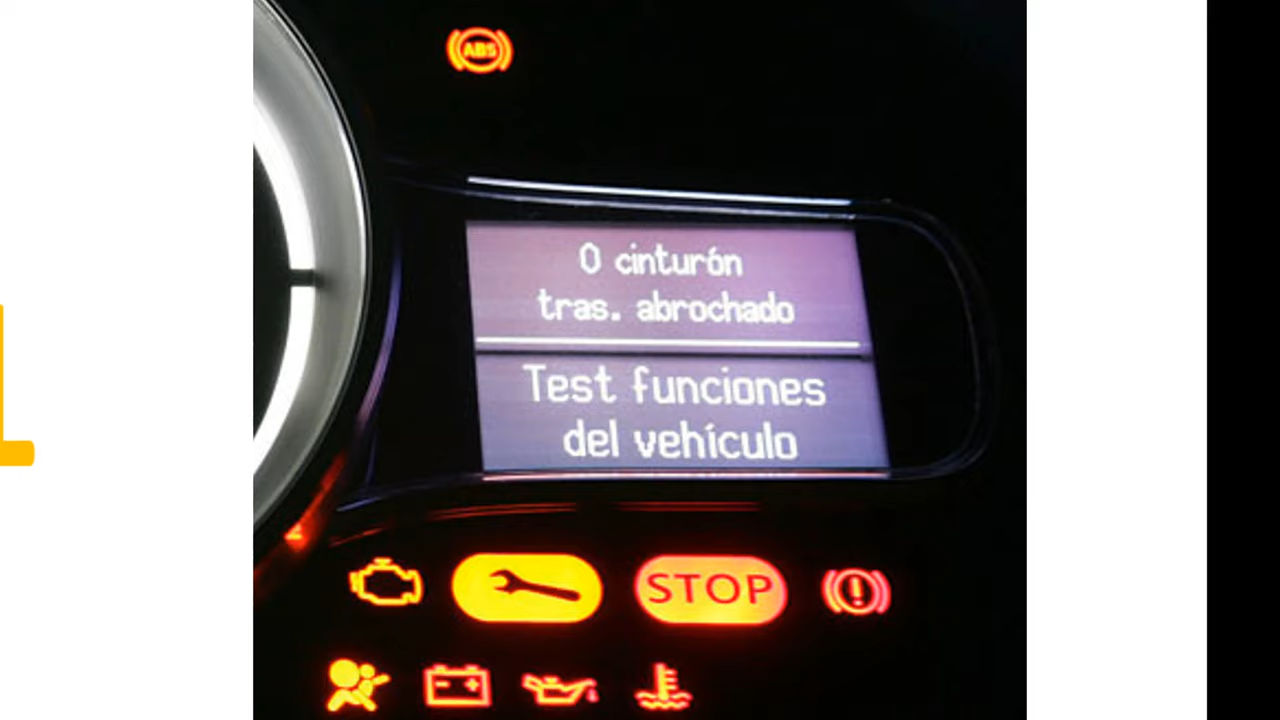 ABS
0 cinturón
tras. abrochado
Test funciones
del vehículo
STOP